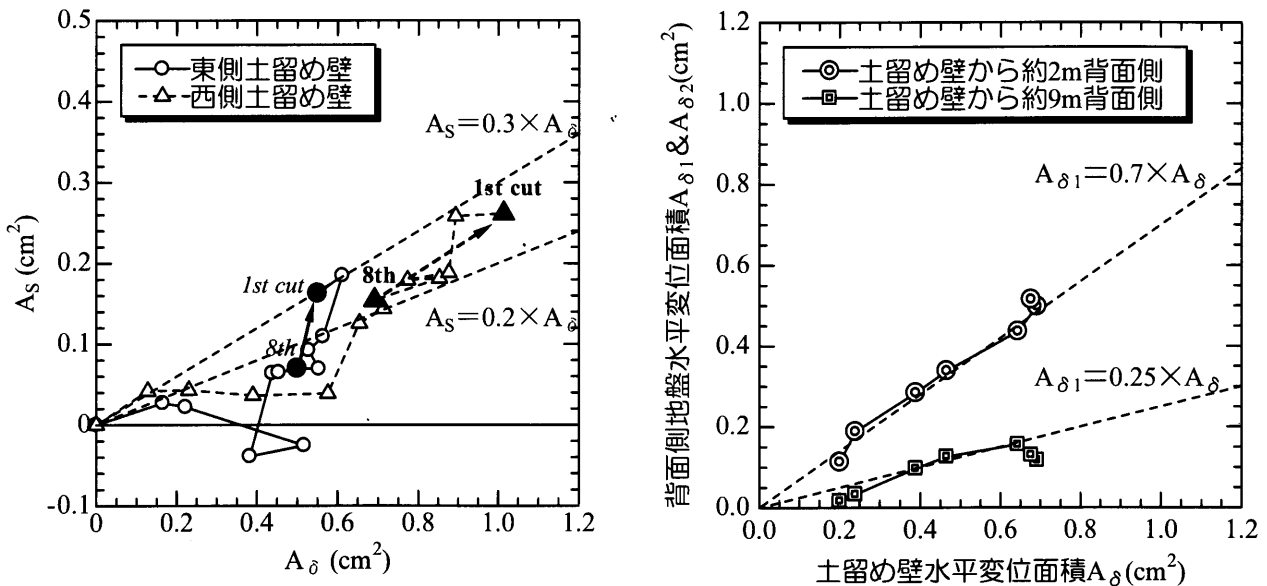 0.5
0.4
0.3
0.2
0.1
0
-0.1
A_S (cm²)
東側土留め壁
西側土留め壁
A_S＝0.3×A_δ
1st cut
8th
1st cut
8th
A_S＝0.2×A_δ
0 0.2 0.4 0.6 0.8 1.0 1.2
A_δ (cm²)
1.2
1.0
0.8
0.6
0.4
0.2
0.0
背面側地盤水平変位面積A_δ1&A_δ2(cm²)
土留め壁から約2m背面側
土留め壁から約9m背面側
A_δ1＝0.7×A_δ
A_δ1＝0.25×A_δ
0.0 0.2 0.4 0.6 0.8 1.0 1.2
土留め壁水平変位面積A_δ(cm²)